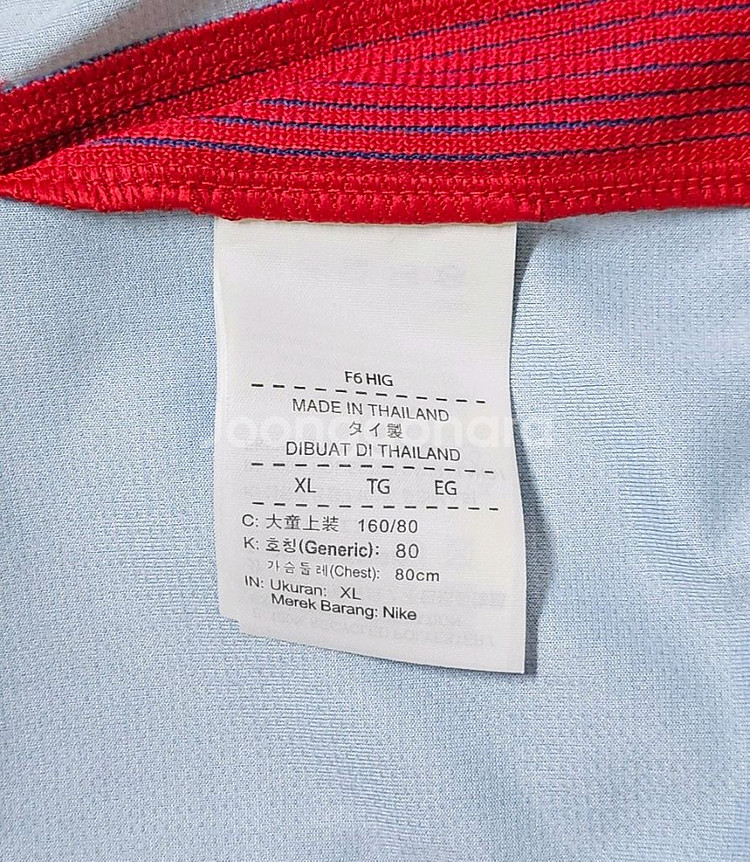 F6 HIG
MADE IN THAILAND
タイ製
DIBUAT DI THAILAND
XL TG EG
C: 大童上装 160/80
K: 호칭(Generic): 80
가슴둘레(Chest): 80cm
IN: Ukuran: XL
Merek Barang: Nike